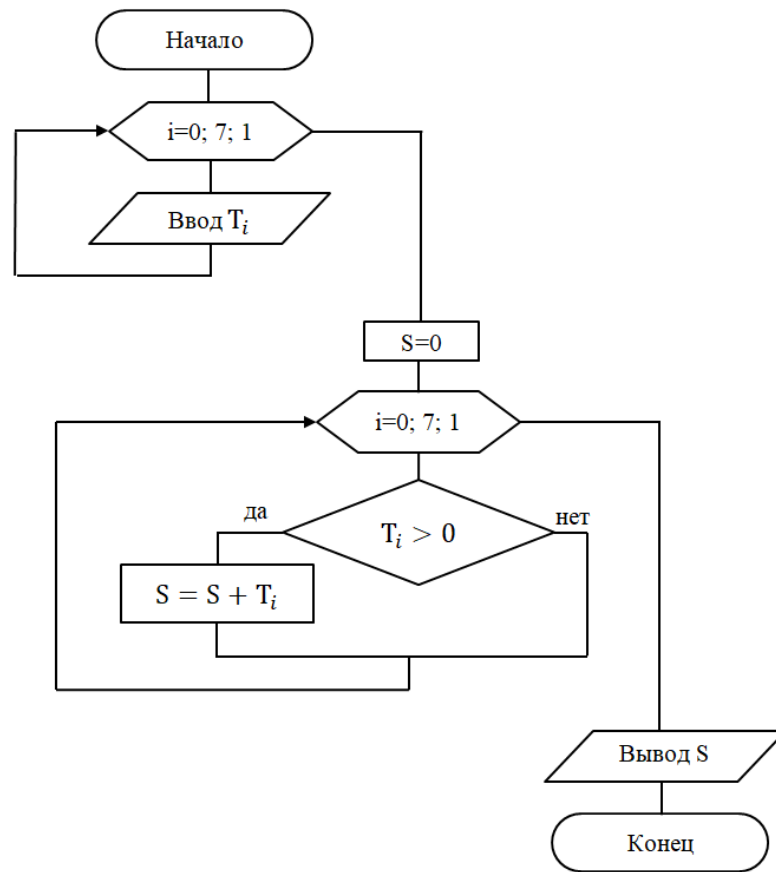 Начало
i=0; 7; 1
Ввод Tᵢ
S=0
i=0; 7; 1
да
Tᵢ > 0
нет
S = S + Tᵢ
Вывод S
Конец